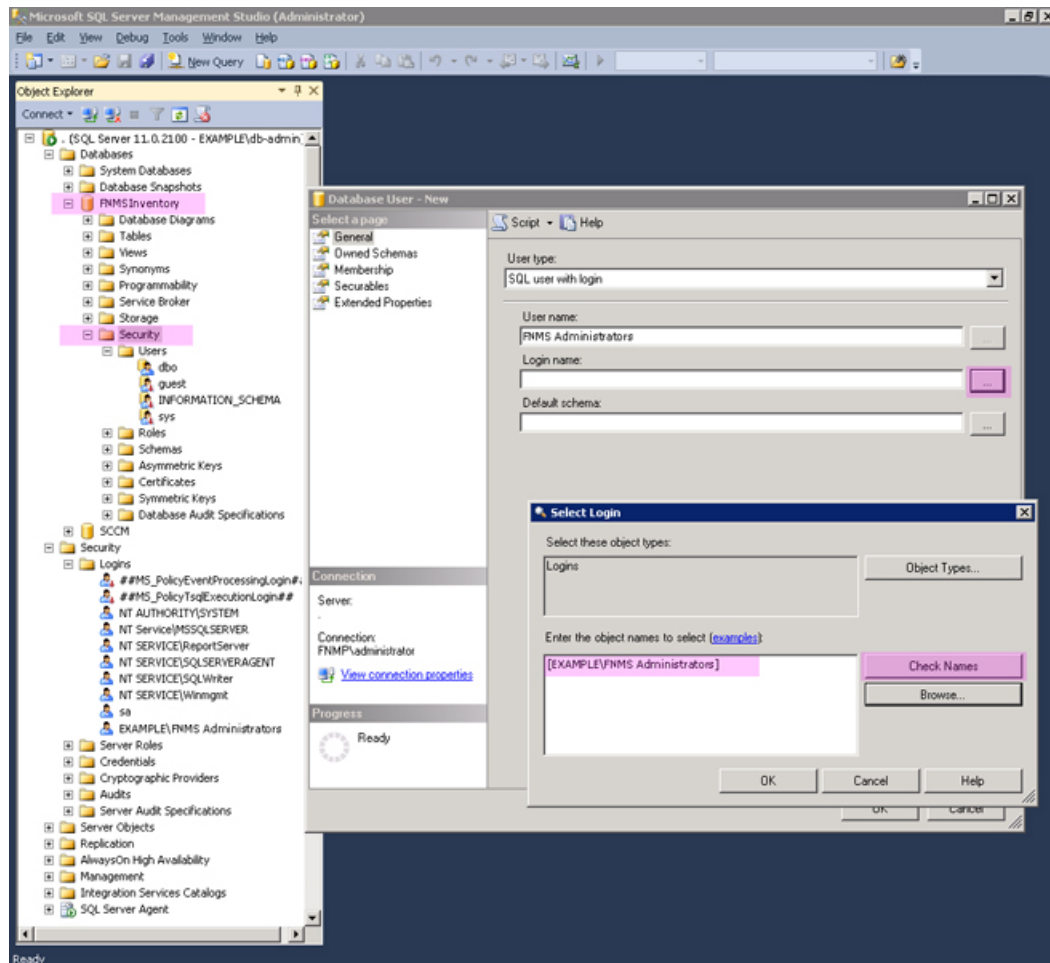 Microsoft SQL Server Management Studio (Administrator)
File Edit View Debug Tools Window Help
New Query
Object Explorer
Connect
. (SQL Server 11.0.2100 - EXAMPLE\db-admin)
Databases
System Databases
Database Snapshots
FNMSInventory
Database Diagrams
Tables
Views
Synonyms
Programmability
Service Broker
Storage
Security
Users
dbo
guest
INFORMATION_SCHEMA
sys
Roles
Schemas
Asymmetric Keys
Certificates
Symmetric Keys
Database Audit Specifications
SCCM
Security
Logins
##MS_PolicyEventProcessingLogin#
##MS_PolicyTsqlExecutionLogin##
NT AUTHORITY\SYSTEM
NT Service\MSSQLSERVER
NT SERVICE\ReportServer
NT SERVICE\SQLSERVERAGENT
NT SERVICE\SQLWriter
NT SERVICE\Winmgmt
sa
EXAMPLE\FNMS Administrators
Server Roles
Credentials
Cryptographic Providers
Audits
Server Audit Specifications
Server Objects
Replication
AlwaysOn High Availability
Management
Integration Services Catalogs
SQL Server Agent
Ready
Database User - New
Select a page
General
Owned Schemas
Membership
Securables
Extended Properties
Connection
Server:
.
Connection:
FNMP\administrator
View connection properties
Progress
Ready
Script Help
User type:
SQL user with login
User name:
FNMS Administrators
...
Login name:
...
Default schema:
...
OK Cancel
Select Login
Select these object types:
Logins
Object Types...
Enter the object names to select (examples):
[EXAMPLE\FNMS Administrators]
Check Names
Browse...
OK Cancel Help